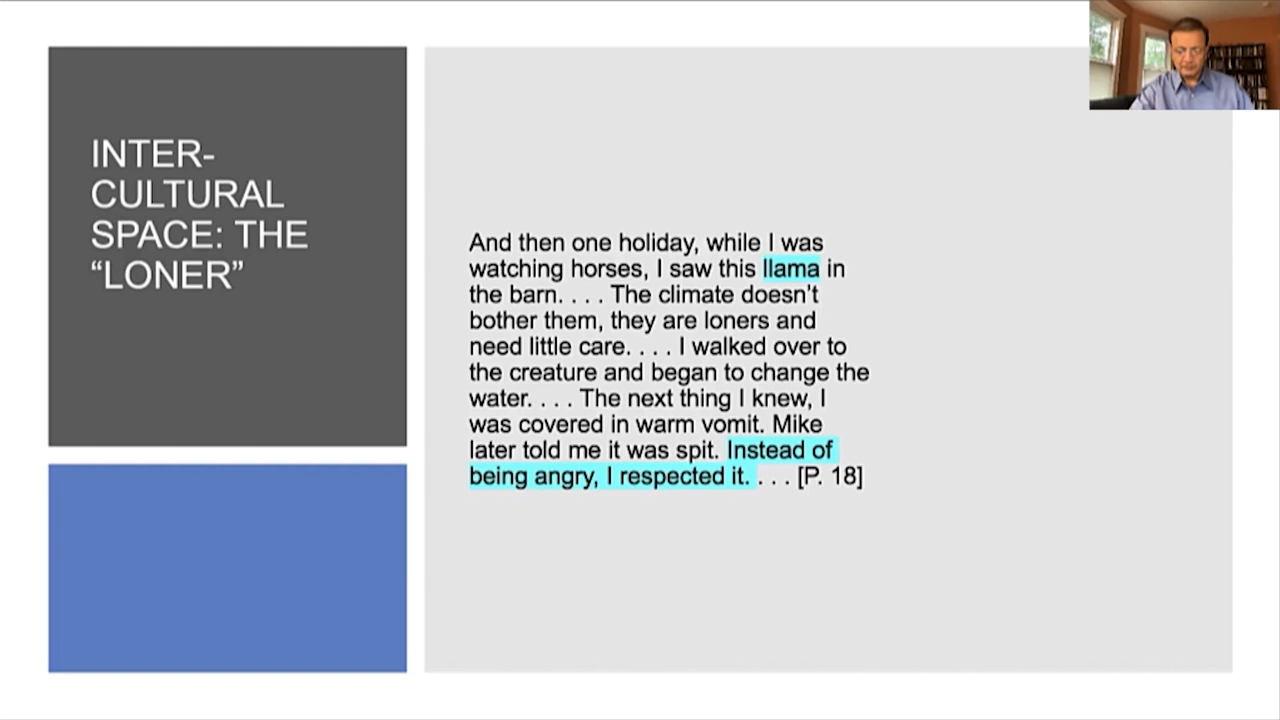 INTER-
CULTURAL
SPACE: THE
“LONER”
And then one holiday, while I was
watching horses, I saw this llama in
the barn. . . . The climate doesn’t
bother them, they are loners and
need little care. . . . I walked over to
the creature and began to change the
water. . . . The next thing I knew, I
was covered in warm vomit. Mike
later told me it was spit. Instead of
being angry, I respected it. . . . [P. 18]